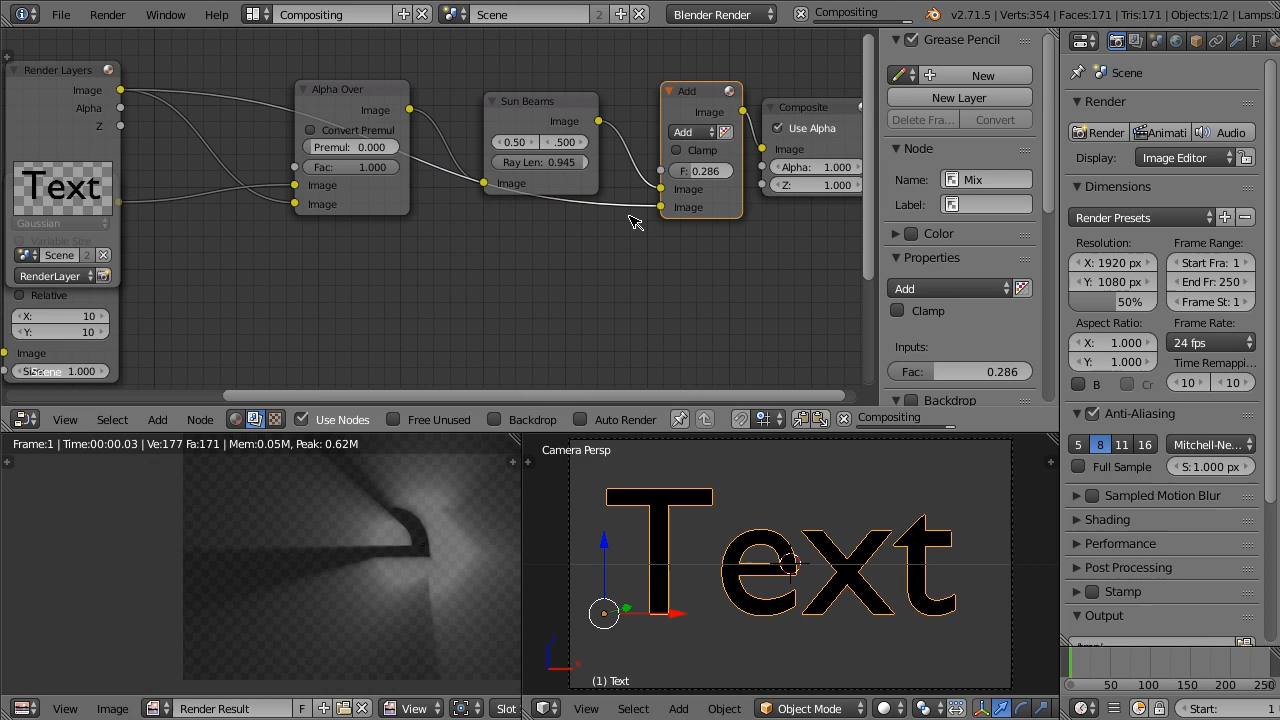 File Render Window Help Compositing Scene 2 Blender Render Compositing v2.71.5 | Verts:354 | Faces:171 | Tris:171 | Objects:1/2 | Lamps:
Render Layers
Image
Alpha
Z
Text
Gaussian
Variable Size
Scene 2
RenderLayer
Relative
X: 10
Y: 10
Image
1.000
Alpha Over
Image
Convert Premul
Premul: 0.000
Fac: 1.000
Image
Image
Sun Beams
Image
0.50 .500
Ray Len: 0.945
Image
Add
Image
Add
Clamp
F: 0.286
Image
Image
Composite
Use Alpha
Image
Alpha: 1.000
Z: 1.000
Grease Pencil
New
New Layer
Delete Fra... Convert
Node
Name: Mix
Label:
Color
Properties
Add
Clamp
Inputs:
Fac: 0.286
Backdrop
View Select Add Node Use Nodes Free Unused Backdrop Auto Render Compositing
Frame:1 | Time:00:00.03 | Ve:177 Fa:171 | Mem:0.05M, Peak: 0.62M
View Image Render Result F View Slot
Camera Persp
Text
(1) Text
View Select Add Object Object Mode
Scene
Render
Render Animati Audio
Display: Image Editor
Dimensions
Render Presets
Resolution: Frame Range:
X: 1920 px Start Fra: 1
Y: 1080 px End Fr: 250
50% Frame St: 1
Aspect Ratio: Frame Rate:
X: 1.000 24 fps
Y: 1.000 Time Remappi...
B Cr 10 10
Anti-Aliasing
5 8 11 16 Mitchell-Ne...
Full Sample S: 1.000 px
Sampled Motion Blur
Shading
Performance
Post Processing
Stamp
Output
0 50 100 150 200 250
Start: 1